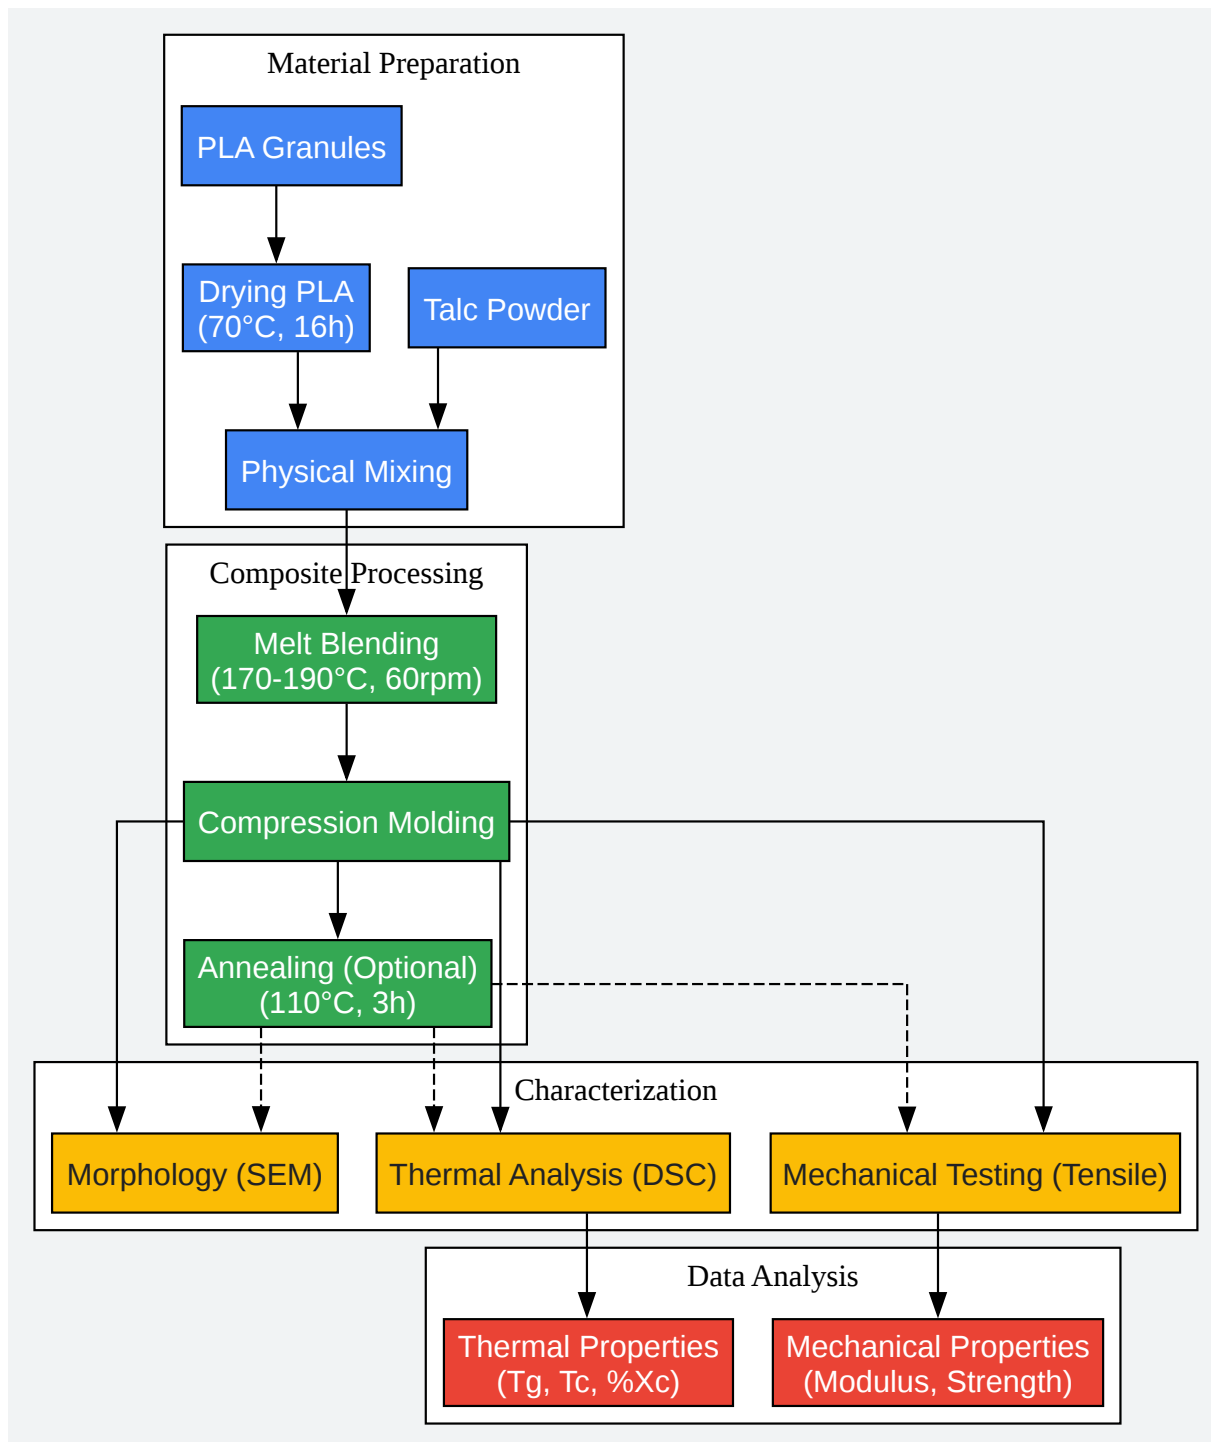 Material Preparation
PLA Granules
Drying PLA
(70°C, 16h)
Talc Powder
Physical Mixing
Composite Processing
Melt Blending
(170-190°C, 60rpm)
Compression Molding
Annealing (Optional)
(110°C, 3h)
Characterization
Morphology (SEM)
Thermal Analysis (DSC)
Mechanical Testing (Tensile)
Data Analysis
Thermal Properties
(Tg, Tc, %Xc)
Mechanical Properties
(Modulus, Strength)